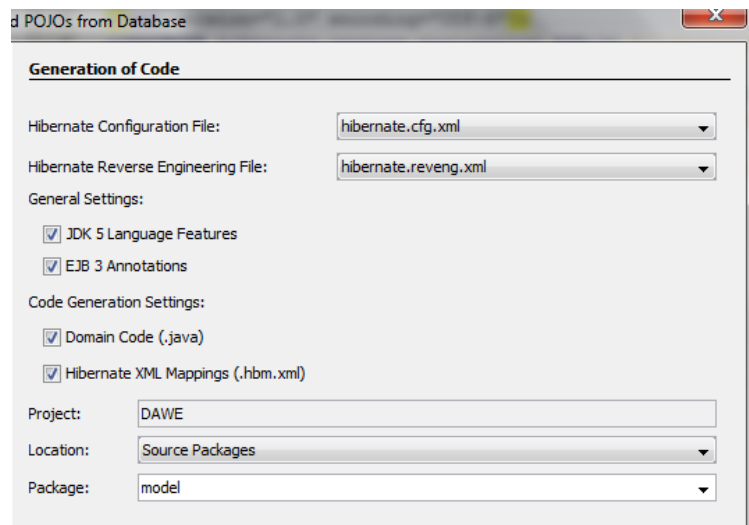 d POJOs from Database
Generation of Code
Hibernate Configuration File: hibernate.cfg.xml
Hibernate Reverse Engineering File: hibernate.reveng.xml
General Settings:
JDK 5 Language Features
EJB 3 Annotations
Code Generation Settings:
Domain Code (.java)
Hibernate XML Mappings (.hbm.xml)
Project: DAWE
Location: Source Packages
Package: model